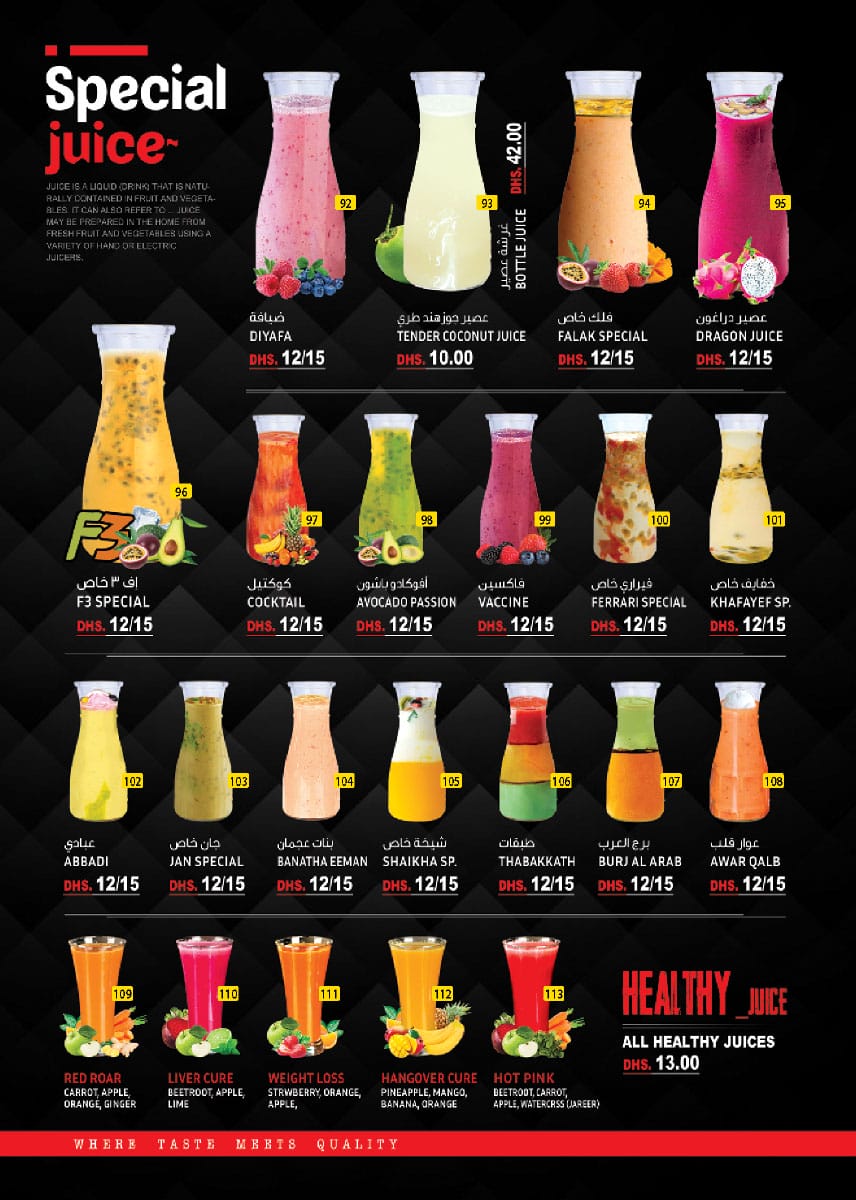 Special
juice~
JUICE IS A LIQUID (DRINK) THAT IS NATU-
RALLY CONTAINED IN FRUIT AND VEGETA-
BLES. IT CAN ALSO REFER TO ... JUICE
MAY BE PREPARED IN THE HOME FROM
FRESH FRUIT AND VEGETABLES USING A
VARIETY OF HAND OR ELECTRIC
JUICERS.
92
ضيافة
DIYAFA
DHS. 12/15
93
غرشة عصير
BOTTLE JUICE
DHS. 42.00
عصير جوز هند طري
TENDER COCONUT JUICE
DHS. 10.00
94
فلك خاص
FALAK SPECIAL
DHS. 12/15
95
عصير دراغون
DRAGON JUICE
DHS. 12/15
96
F3
إف ٣ خاص
F3 SPECIAL
DHS. 12/15
97
كوكتيل
COCKTAIL
DHS. 12/15
98
أفوكادو باشون
AVOCADO PASSION
DHS. 12/15
99
فاكسين
VACCINE
DHS. 12/15
100
فيراري خاص
FERRARI SPECIAL
DHS. 12/15
101
خفايف خاص
KHAFAYEF SP.
DHS. 12/15
102
عبادي
ABBADI
DHS. 12/15
103
جان خاص
JAN SPECIAL
DHS. 12/15
104
بنات عجمان
BANATHA EEMAN
DHS. 12/15
105
شيخة خاص
SHAIKHA SP.
DHS. 12/15
106
طبقات
THABAKKATH
DHS. 12/15
107
برج العرب
BURJ AL ARAB
DHS. 12/15
108
عوار قلب
AWAR QALB
DHS. 12/15
109
RED ROAR
CARROT, APPLE,
ORANGE, GINGER
110
LIVER CURE
BEETROOT, APPLE,
LIME
111
WEIGHT LOSS
STRWBERRY, ORANGE,
APPLE,
112
HANGOVER CURE
PINEAPPLE, MANGO,
BANANA, ORANGE
113
HOT PINK
BEETROOT, CARROT,
APPLE, WATERCRSS (JAREER)
HEALTHY _JUICE
ALL HEALTHY JUICES
DHS. 13.00
WHERE TASTE MEETS QUALITY